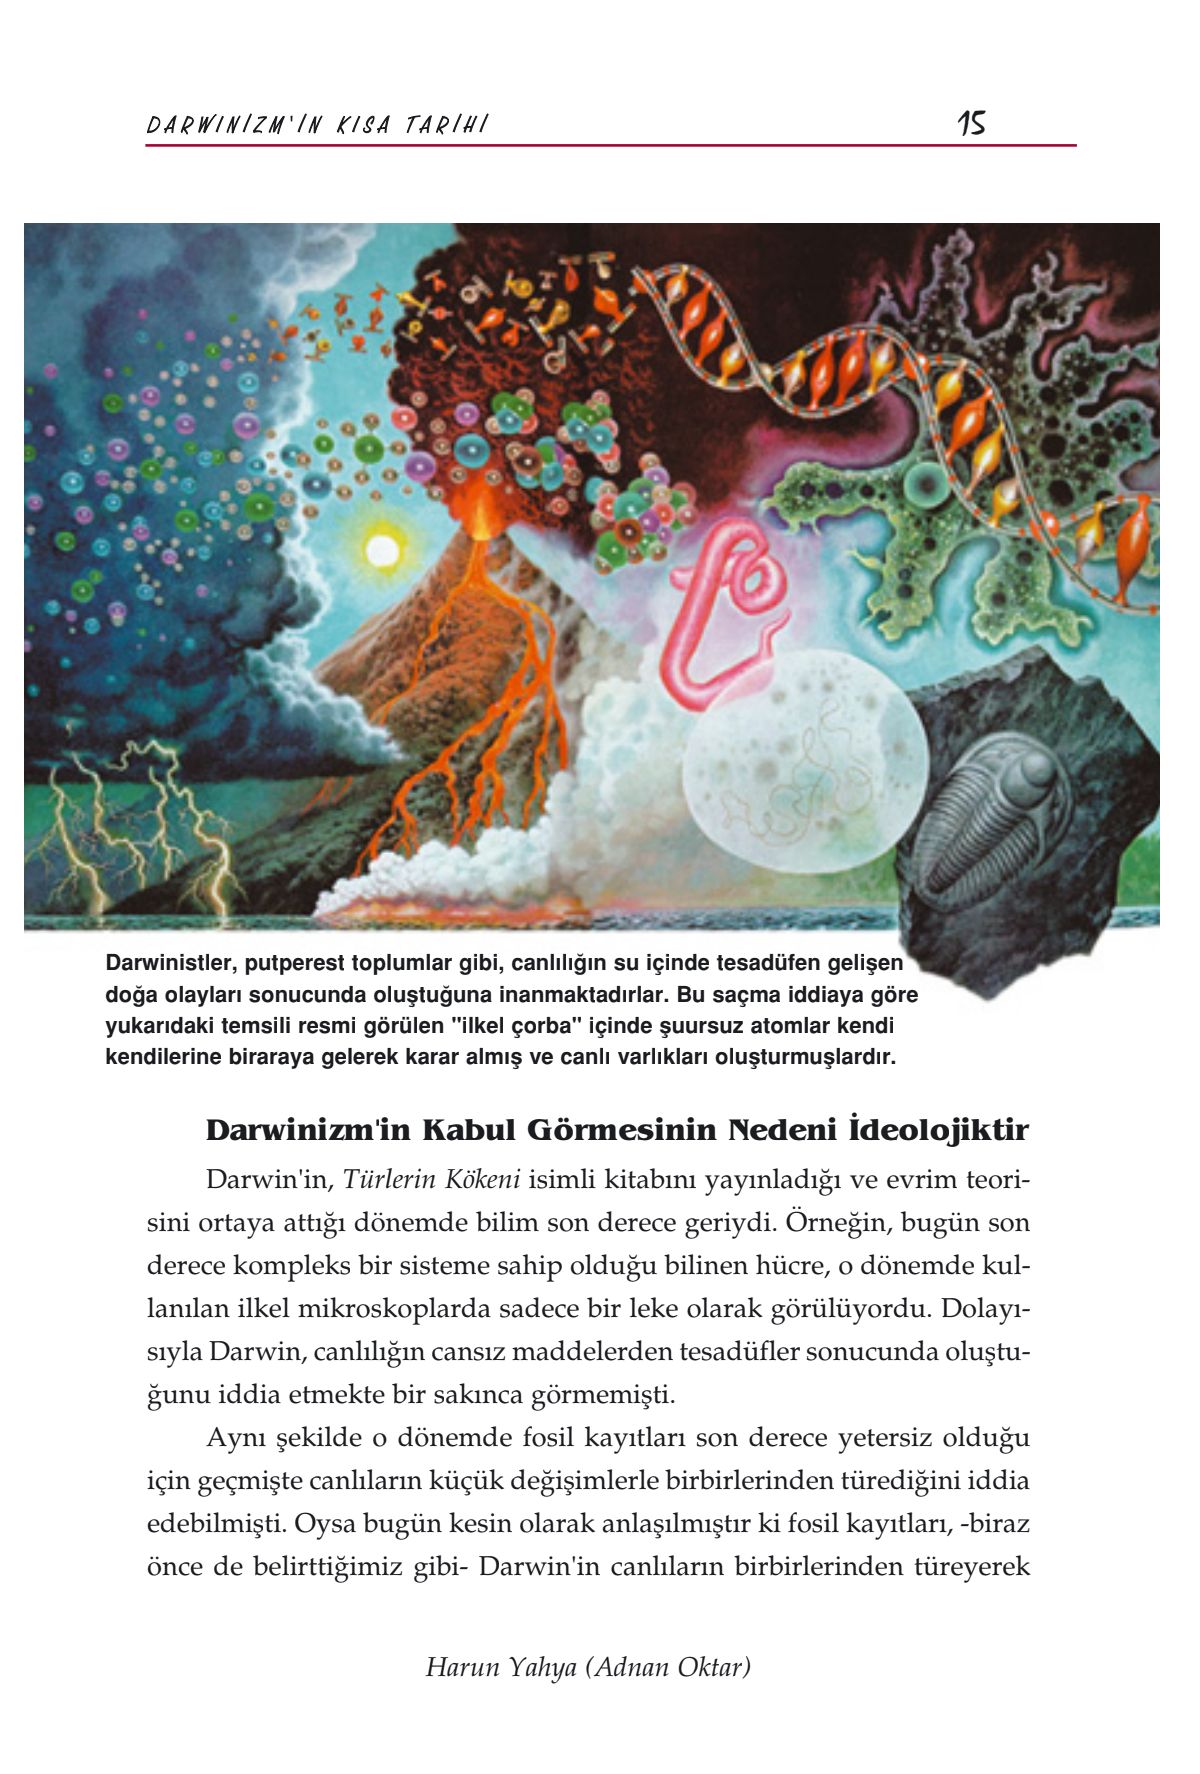 DARWINİZM'İN KISA TARİHİ 15
Darwinistler, putperest toplumlar gibi, canlılığın su içinde tesadüfen gelişen
doğa olayları sonucunda oluştuğuna inanmaktadırlar. Bu saçma iddiaya göre
yukarıdaki temsili resmi görülen "ilkel çorba" içinde şuursuz atomlar kendi
kendilerine biraraya gelerek karar almış ve canlı varlıkları oluşturmuşlardır.
Darwinizm'in Kabul Görmesinin Nedeni İdeolojiktir
Darwin'in, Türlerin Kökeni isimli kitabını yayınladığı ve evrim teori-
sini ortaya attığı dönemde bilim son derece geriydi. Örneğin, bugün son
derece kompleks bir sisteme sahip olduğu bilinen hücre, o dönemde kul-
lanılan ilkel mikroskoplarda sadece bir leke olarak görülüyordu. Dolayı-
sıyla Darwin, canlılığın cansız maddelerden tesadüfler sonucunda oluştu-
ğunu iddia etmekte bir sakınca görmemişti.
Aynı şekilde o dönemde fosil kayıtları son derece yetersiz olduğu
için geçmişte canlıların küçük değişimlerle birbirlerinden türediğini iddia
edebilmişti. Oysa bugün kesin olarak anlaşılmıştır ki fosil kayıtları, -biraz
önce de belirttiğimiz gibi- Darwin'in canlıların birbirlerinden türeyerek
Harun Yahya (Adnan Oktar)